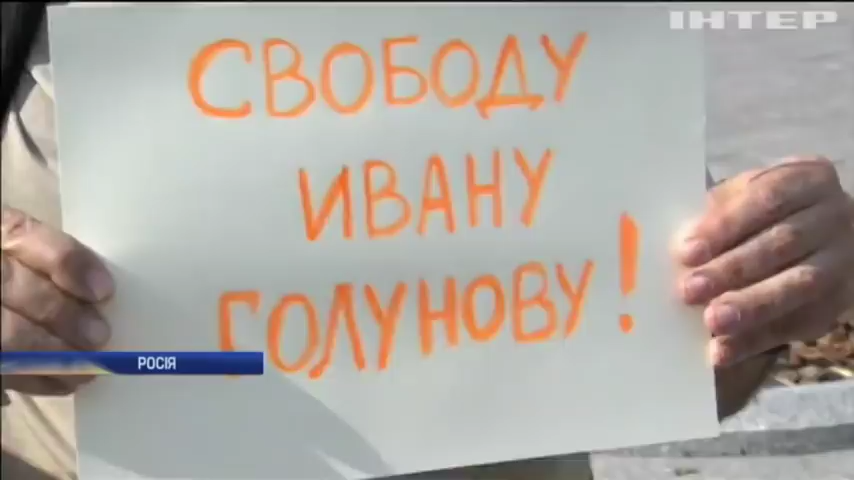 ІНТЕР
СВОБОДУ
ИВАНУ
ГОЛУНОВУ!
РОСІЯ